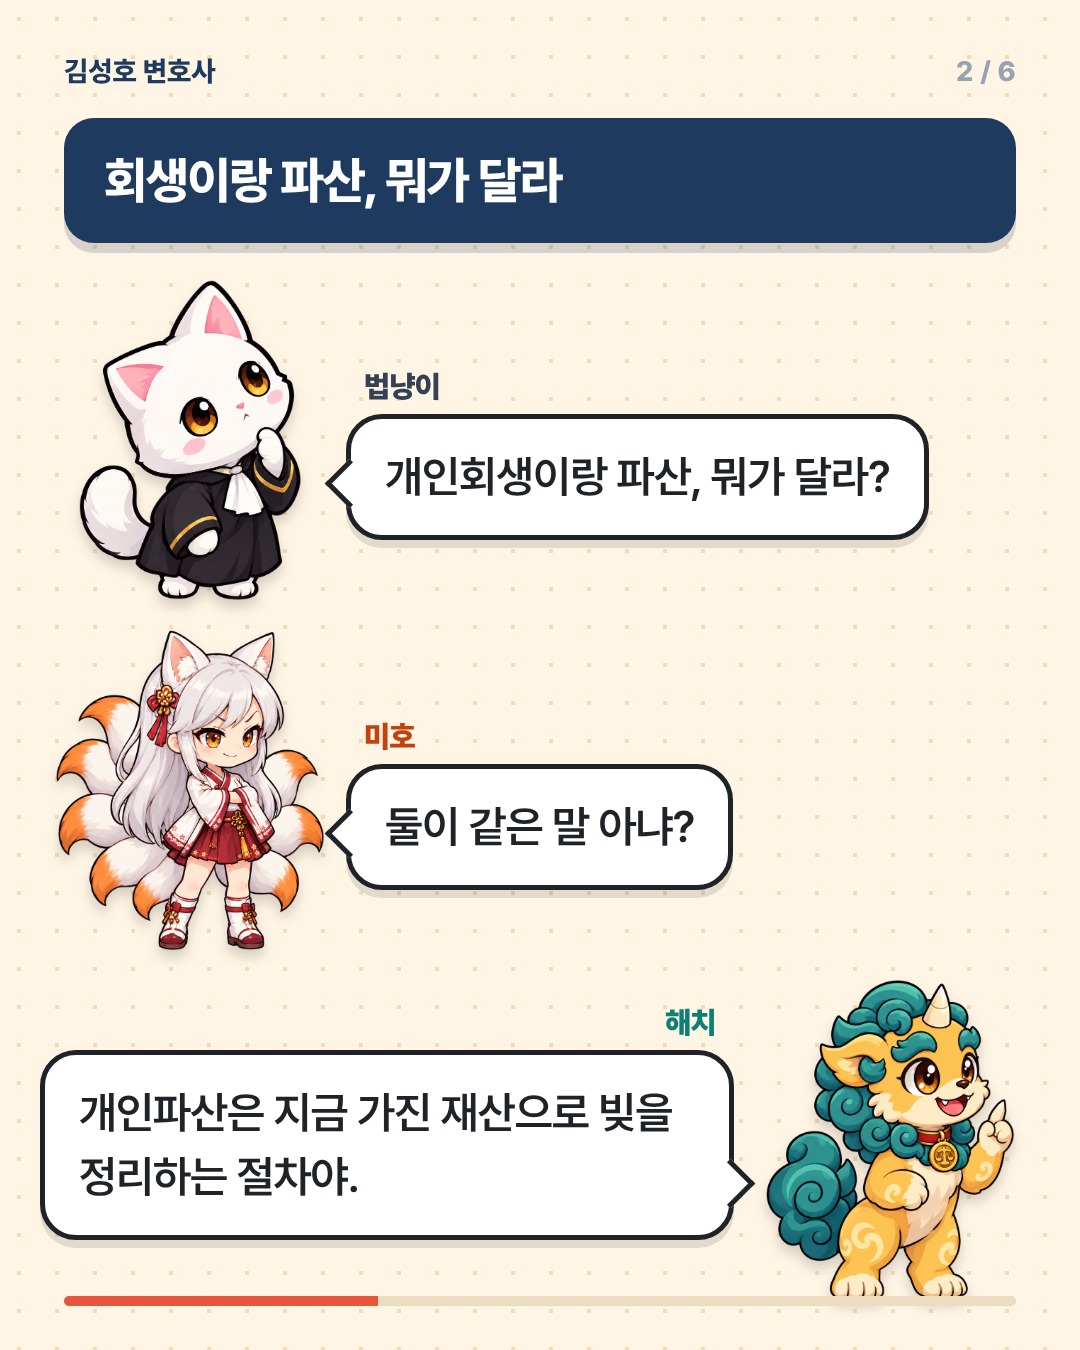 김성호 변호사
2 / 6
회생이랑 파산, 뭐가 달라
법냥이
개인회생이랑 파산, 뭐가 달라?
미호
둘이 같은 말 아냐?
해치
개인파산은 지금 가진 재산으로 빚을
정리하는 절차야.